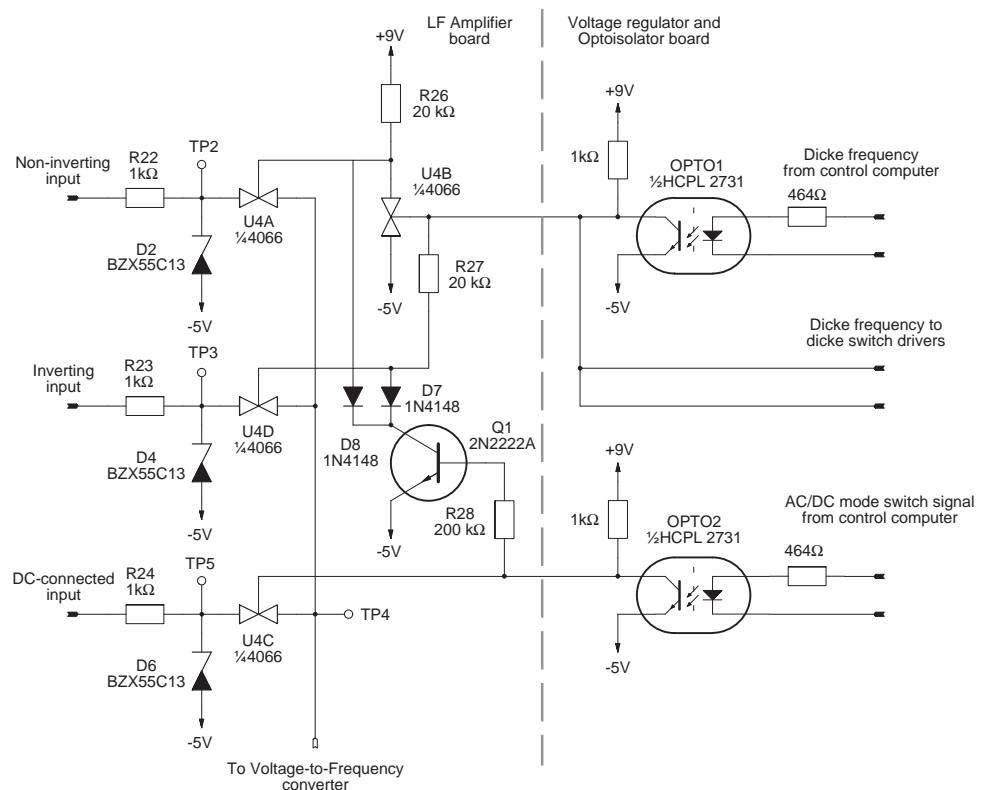 LF Amplifier
board
Voltage regulator and
Optoisolator board
+9V
R26
20 kΩ
+9V
1kΩ
OPTO1
½HCPL 2731
Dicke frequency
from control computer
464Ω
Non-inverting
input
R22
1kΩ
TP2
U4A
¼4066
U4B
¼4066
D2
BZX55C13
-5V
R27
20 kΩ
-5V
-5V
Dicke frequency to
dicke switch drivers
Inverting
input
R23
1kΩ
TP3
U4D
¼4066
D7
1N4148
D8
1N4148
Q1
2N2222A
D4
BZX55C13
-5V
R28
200 kΩ
-5V
+9V
1kΩ
OPTO2
½HCPL 2731
AC/DC mode switch signal
from control computer
464Ω
DC-connected
input
R24
1kΩ
TP5
U4C
¼4066
TP4
D6
BZX55C13
-5V
-5V
To Voltage-to-Frequency
converter